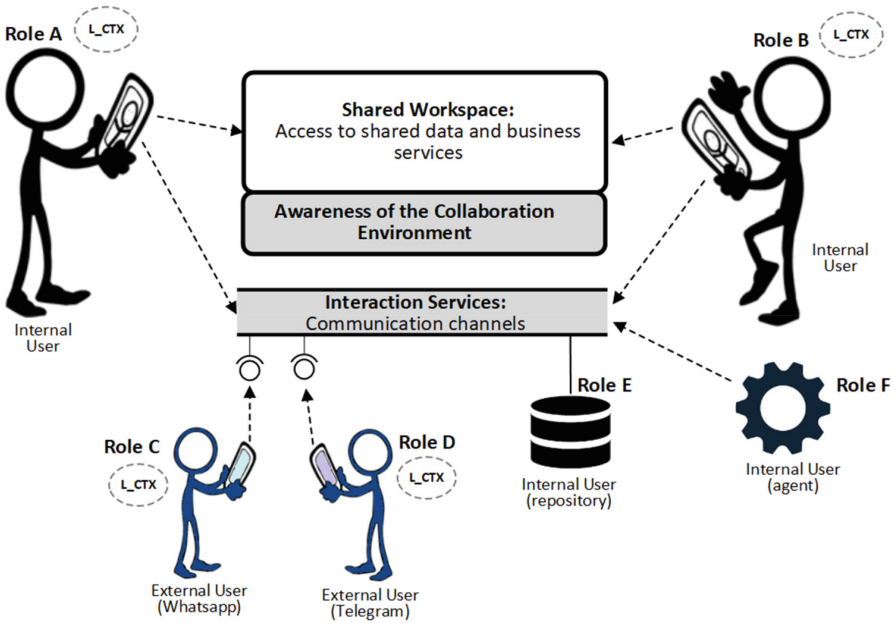 Role A
L_CTX
Role B
L_CTX
Shared Workspace:
Access to shared data and business
services
Awareness of the Collaboration
Environment
Internal
User
Internal
User
Interaction Services:
Communication channels
Role C
L_CTX
Role D
L_CTX
Role E
Role F
Internal User
(repository)
Internal User
(agent)
External User
(Whatsapp)
External User
(Telegram)